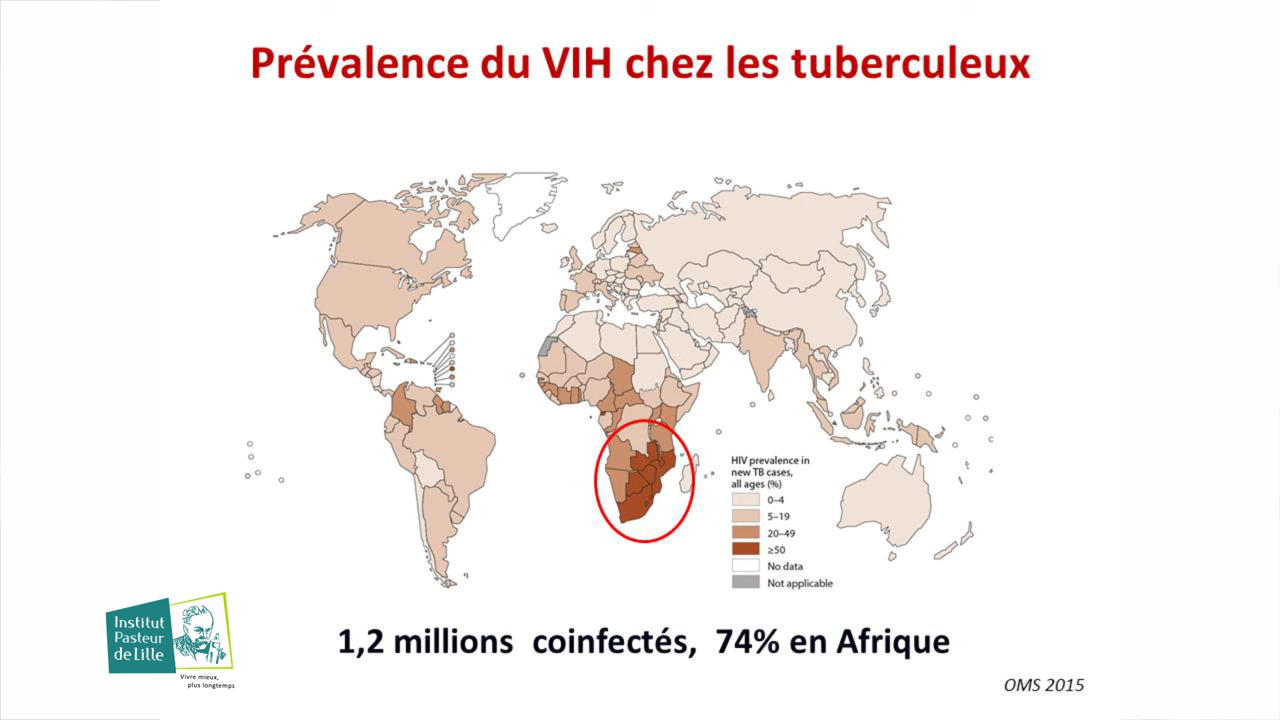 Prévalence du VIH chez les tuberculeux
HIV prevalence in
new TB cases,
all ages (%)
0–4
5–19
20–49
≥50
No data
Not applicable
Institut
Pasteur
de Lille
Vivre mieux,
plus longtemps
1,2 millions coinfectés, 74% en Afrique
OMS 2015